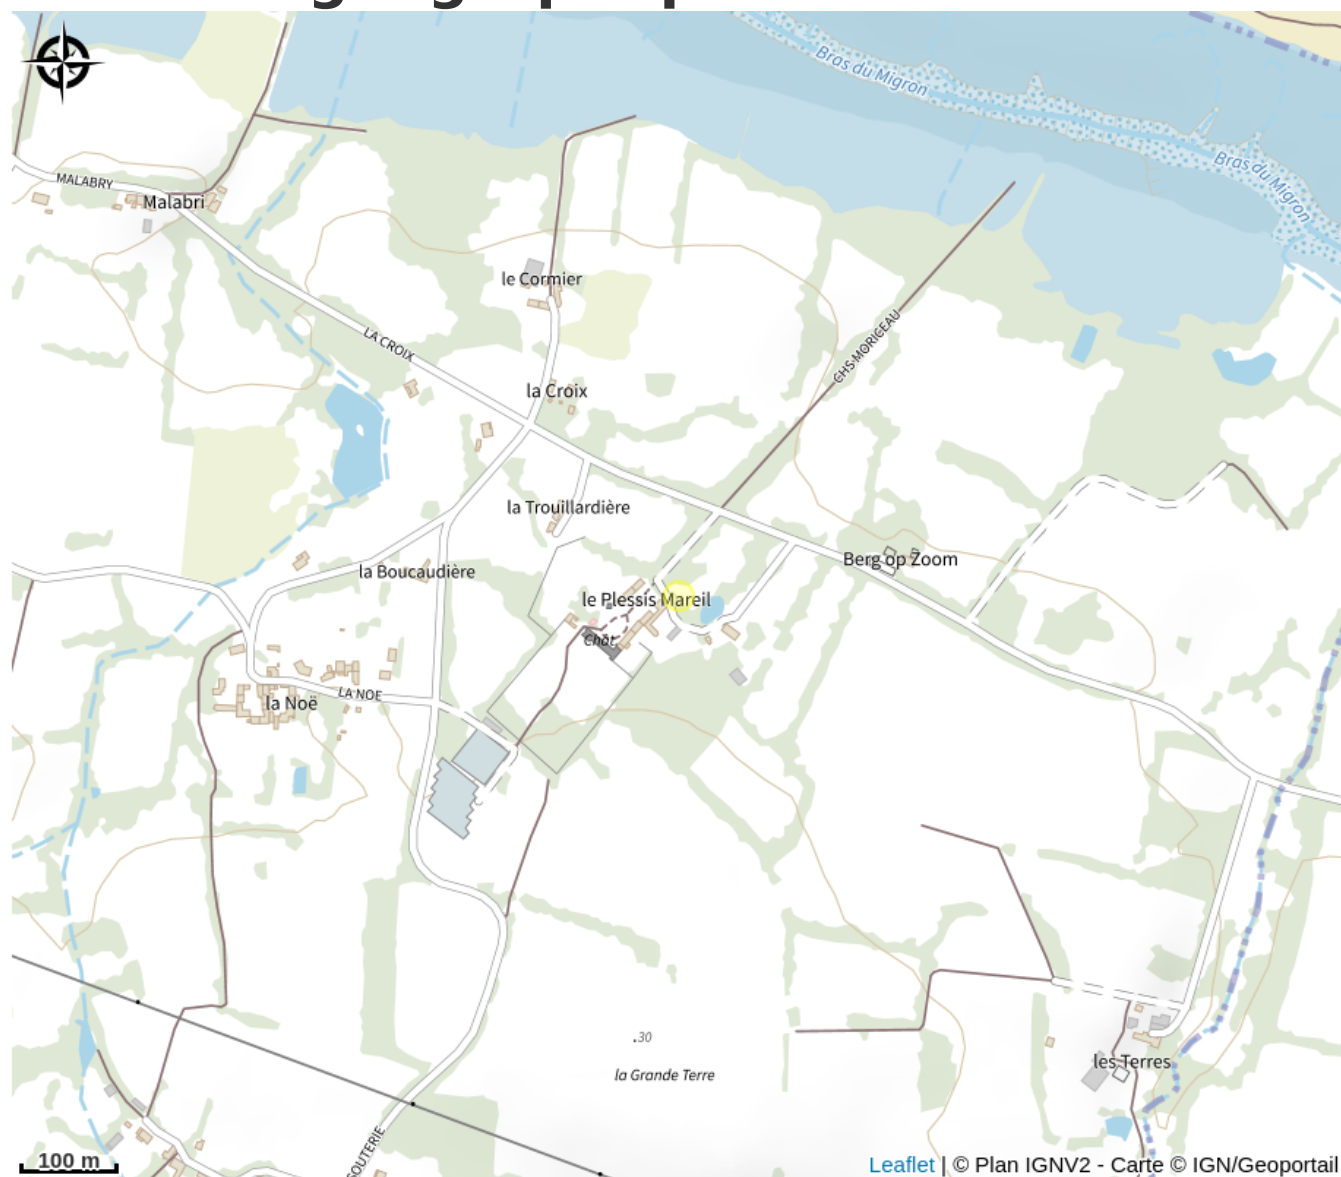 Bras du Migron
Bras du Migron
MALABRY
Malabri
le Cormier
CHS MORICEAU
LA CROIX
la Croix
la Trouillardière
Berg op Zoom
la Boucaudière
le Plessis Mareil
Chât.
LA NOE
la Noë
.30
la Grande Terre
les Terres
GOUTERIE
100 m
Leaflet | © Plan IGNV2 - Carte © IGN/Geoportail